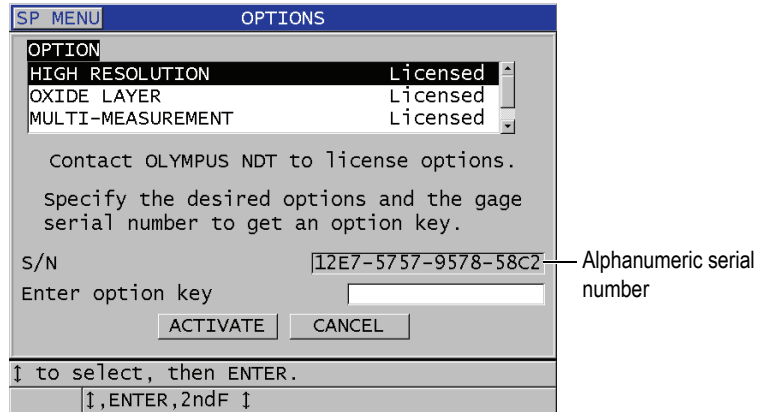 SP MENU OPTIONS
OPTION
HIGH RESOLUTION Licensed
OXIDE LAYER Licensed
MULTI-MEASUREMENT Licensed
Contact OLYMPUS NDT to license options.
Specify the desired options and the gage
serial number to get an option key.
S/N 12E7-5757-9578-58C2
Alphanumeric serial
number
Enter option key
ACTIVATE CANCEL
↕ to select, then ENTER.
↕,ENTER,2ndF ↕